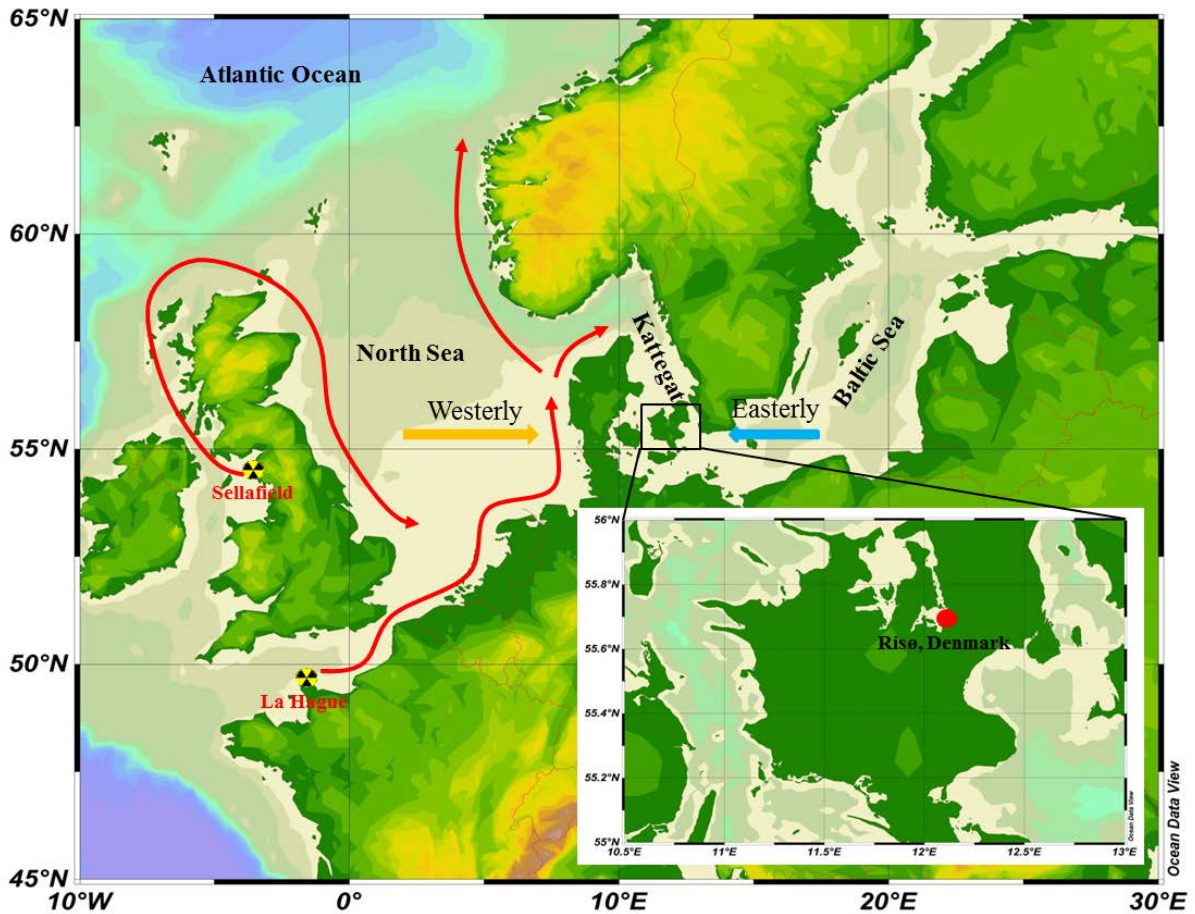 65°N
60°N
55°N
50°N
45°N
10°W
0°
10°E
20°E
30°E
Atlantic Ocean
North Sea
Kattegat
Baltic Sea
Westerly
Easterly
Sellafield
La Hague
56°N
55.8°N
55.6°N
55.4°N
55.2°N
55°N
10.5°E
11°E
11.5°E
12°E
12.5°E
13°E
Risø, Denmark
Ocean Data View
Ocean Data View